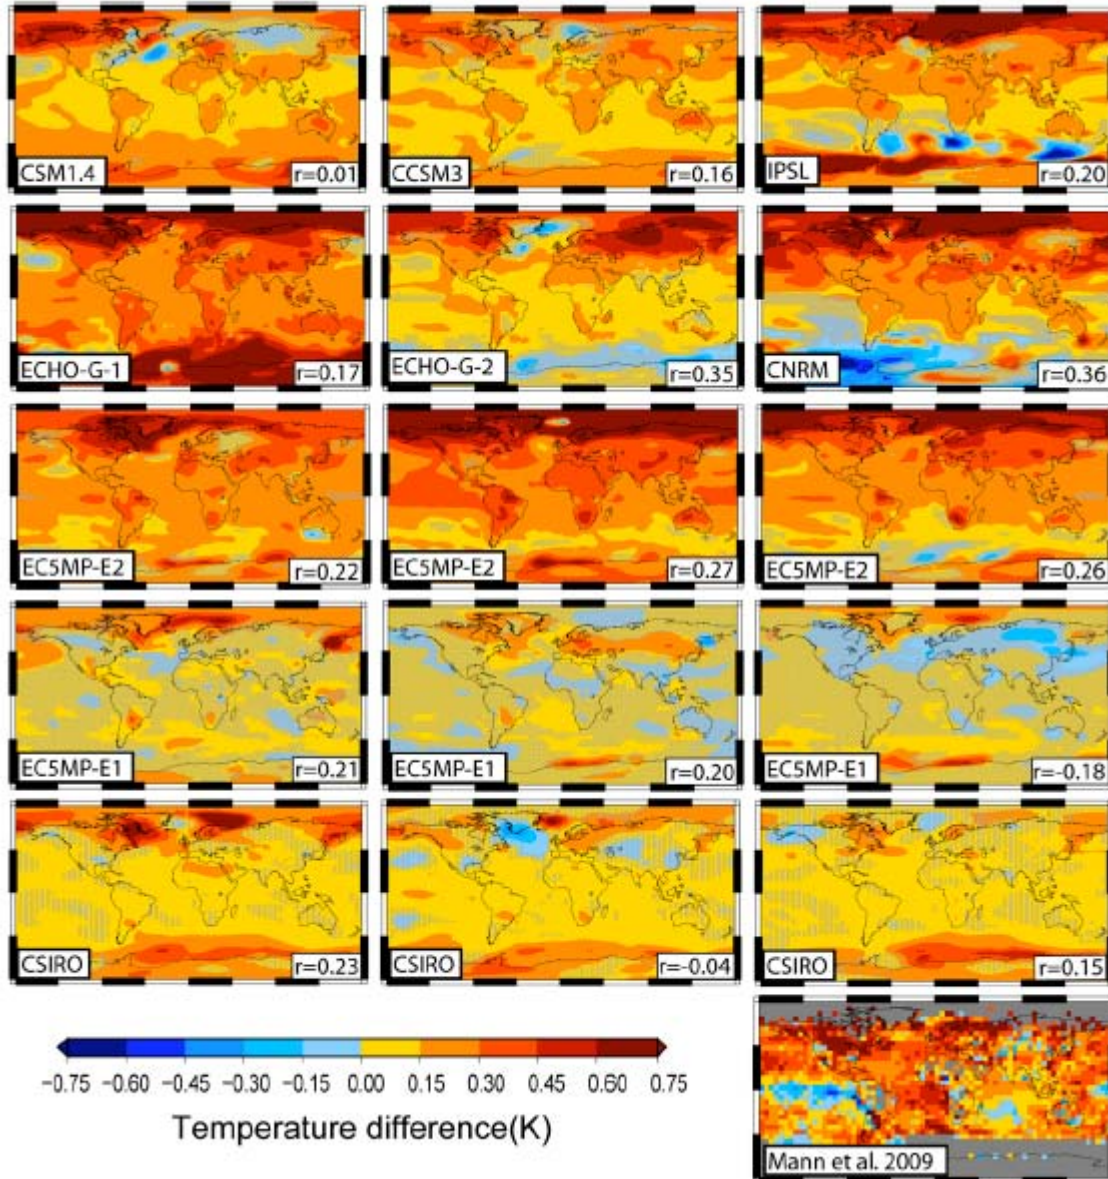 CSM1.4 r=0.01 CCSM3 r=0.16 IPSL r=0.20
ECHO-G-1 r=0.17 ECHO-G-2 r=0.35 CNRM r=0.36
EC5MP-E2 r=0.22 EC5MP-E2 r=0.27 EC5MP-E2 r=0.26
EC5MP-E1 r=0.21 EC5MP-E1 r=0.20 EC5MP-E1 r=-0.18
CSIRO r=0.23 CSIRO r=-0.04 CSIRO r=0.15
−0.75 −0.60 −0.45 −0.30 −0.15 0.00 0.15 0.30 0.45 0.60 0.75
Temperature difference(K)
Mann et al. 2009